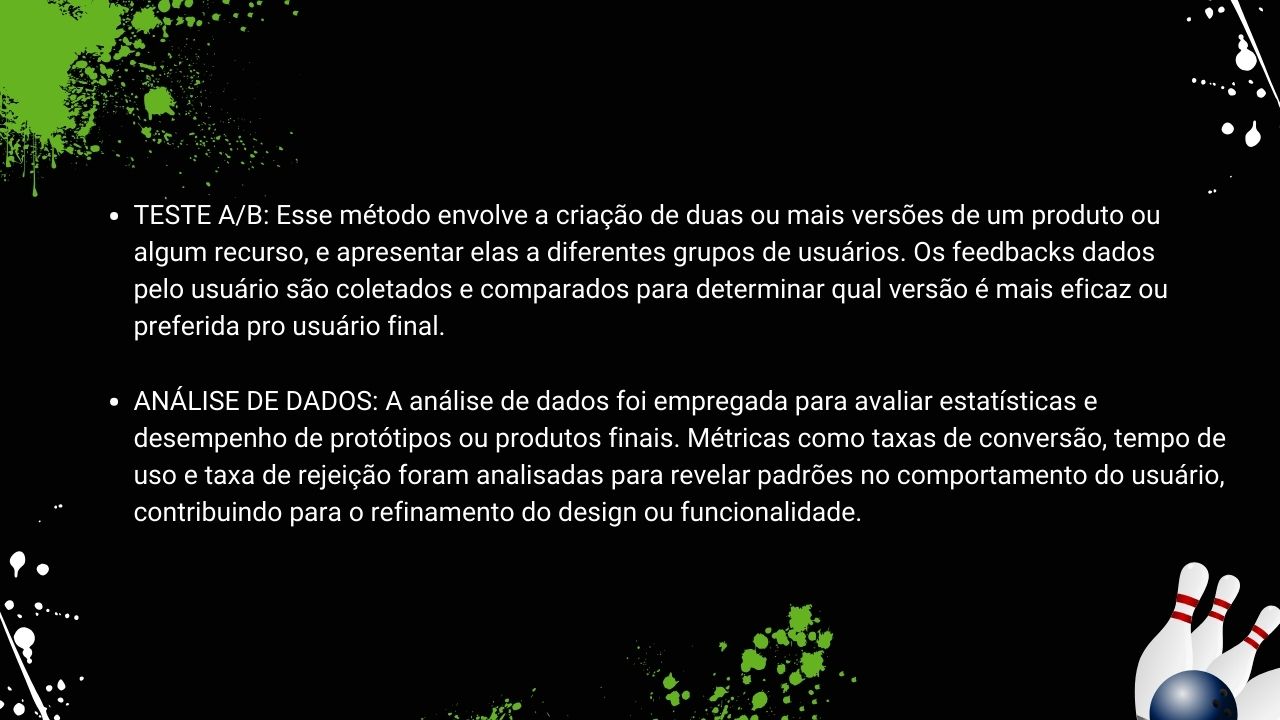 • TESTE A/B: Esse método envolve a criação de duas ou mais versões de um produto ou
algum recurso, e apresentar elas a diferentes grupos de usuários. Os feedbacks dados
pelo usuário são coletados e comparados para determinar qual versão é mais eficaz ou
preferida pro usuário final.
• ANÁLISE DE DADOS: A análise de dados foi empregada para avaliar estatísticas e
desempenho de protótipos ou produtos finais. Métricas como taxas de conversão, tempo de
uso e taxa de rejeição foram analisadas para revelar padrões no comportamento do usuário,
contribuindo para o refinamento do design ou funcionalidade.